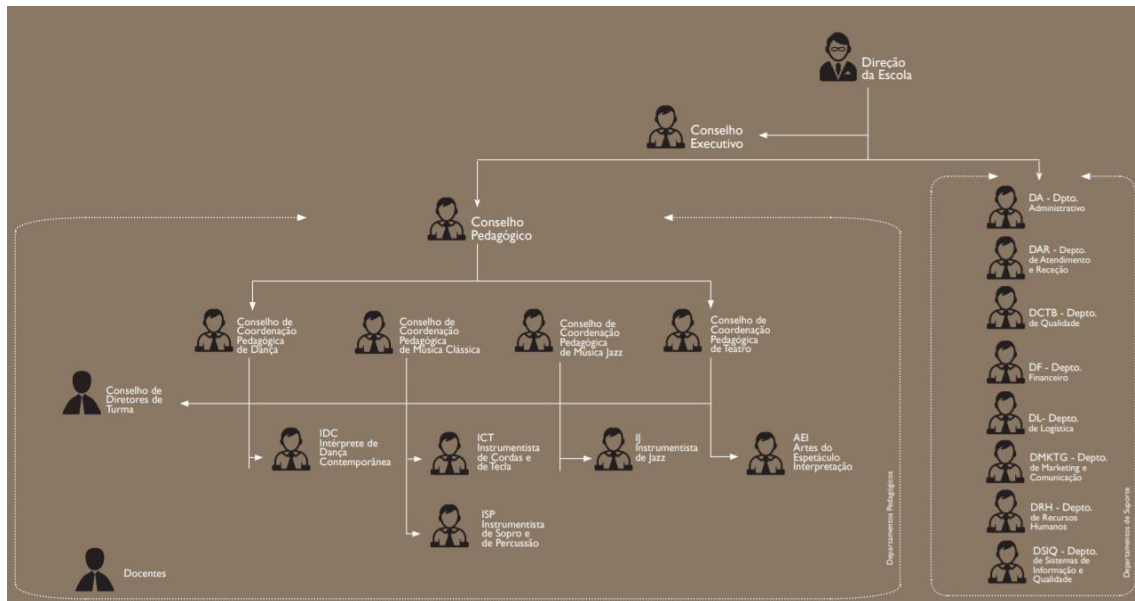 Direção
da Escola
Conselho
Executivo
Conselho
Pedagógico
Conselho de
Coordenação
Pedagógica
de Dança
Conselho de
Coordenação
Pedagógica
de Música Clássica
Conselho de
Coordenação
Pedagógica
de Música Jazz
Conselho de
Coordenação
Pedagógica
de Teatro
Conselho de
Diretores de
Turma
IDC
Intérprete de
Dança
Contemporânea
ICT
Instrumentista
de Cordas e
de Tecla
IJ
Instrumentista
de Jazz
AEI
Artes do
Espetáculo
Interpretação
ISP
Instrumentista
de Sopro e
de Percussão
Docentes
Departamentos Pedagógicos
DA - Dpto.
Administrativo
DAR - Depto.
de Atendimento
e Receção
DCTB - Depto.
de Qualidade
DF - Depto.
Financeiro
DL- Depto.
de Logística
DMKTG - Depto.
de Marketing e
Comunicação
DRH - Depto.
de Recursos
Humanos
DSIQ - Depto.
de Sistemas de
Informação e
Qualidade
Departamentos de Suporte